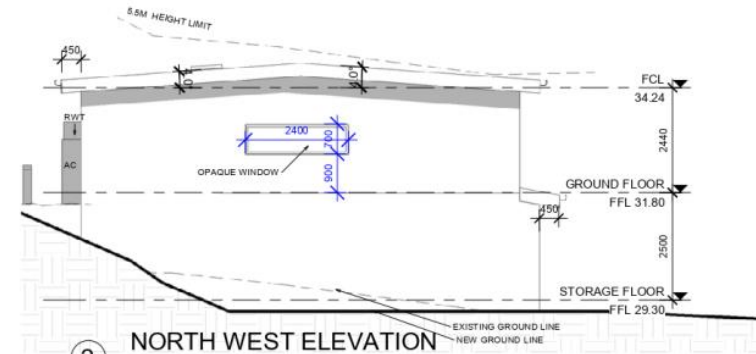 5.5M HEIGHT LIMIT
450
FCL
34.24
RWT
2400
700
AC
OPAQUE WINDOW
900
2440
GROUND FLOOR
FFL 31.80
450
2500
STORAGE FLOOR
FFL 29.30
EXISTING GROUND LINE
NEW GROUND LINE
NORTH WEST ELEVATION